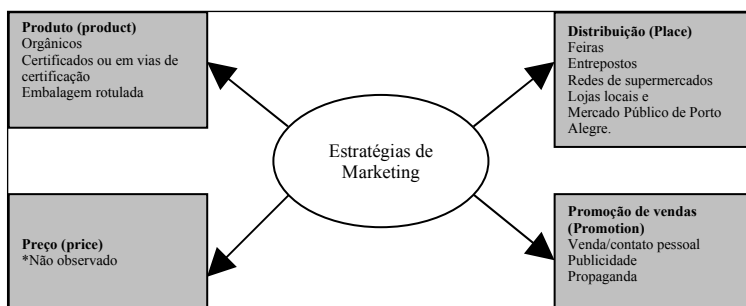 Produto (product)
Orgânicos
Certificados ou em vias de
certificação
Embalagem rotulada
Distribuição (Place)
Feiras
Entrepostos
Redes de supermercados
Lojas locais e
Mercado Público de Porto
Alegre.
Estratégias de
Marketing
Preço (price)
*Não observado
Promoção de vendas
(Promotion)
Venda/contato pessoal
Publicidade
Propaganda